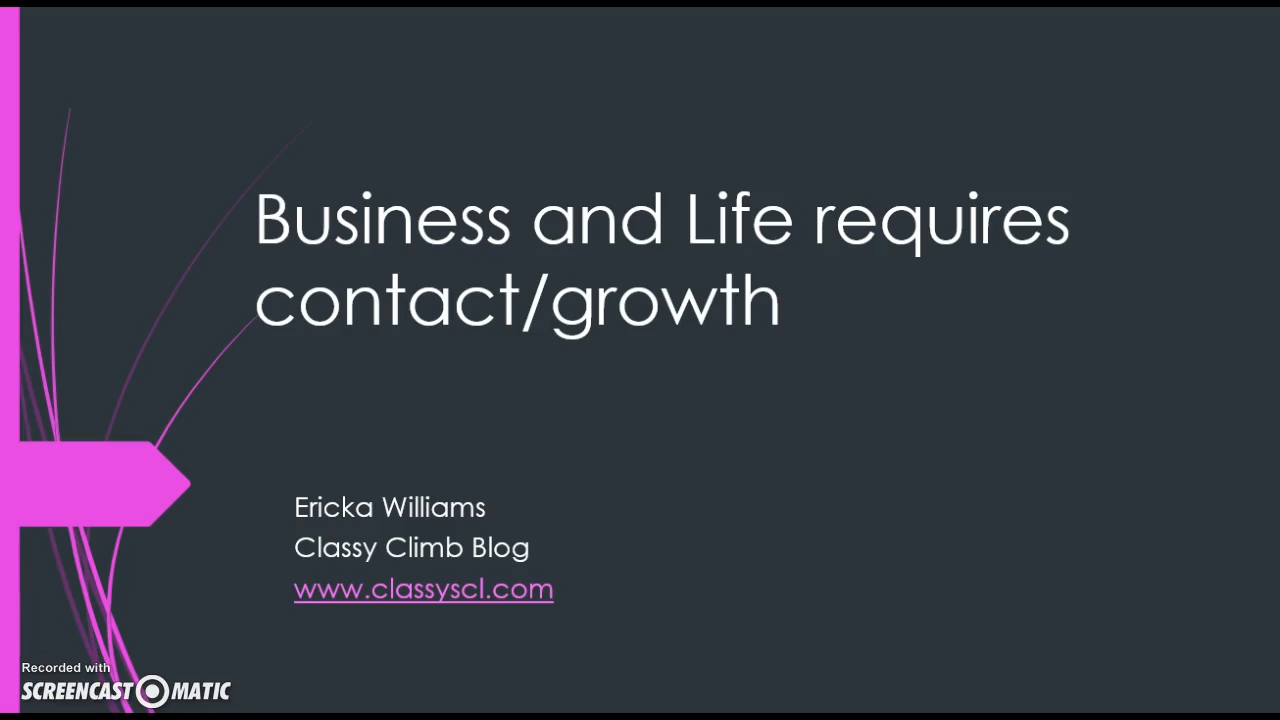 Business and Life requires
contact/growth
Ericka Williams
Classy Climb Blog
www.classyscl.com
Recorded with
SCREENCAST MATIC